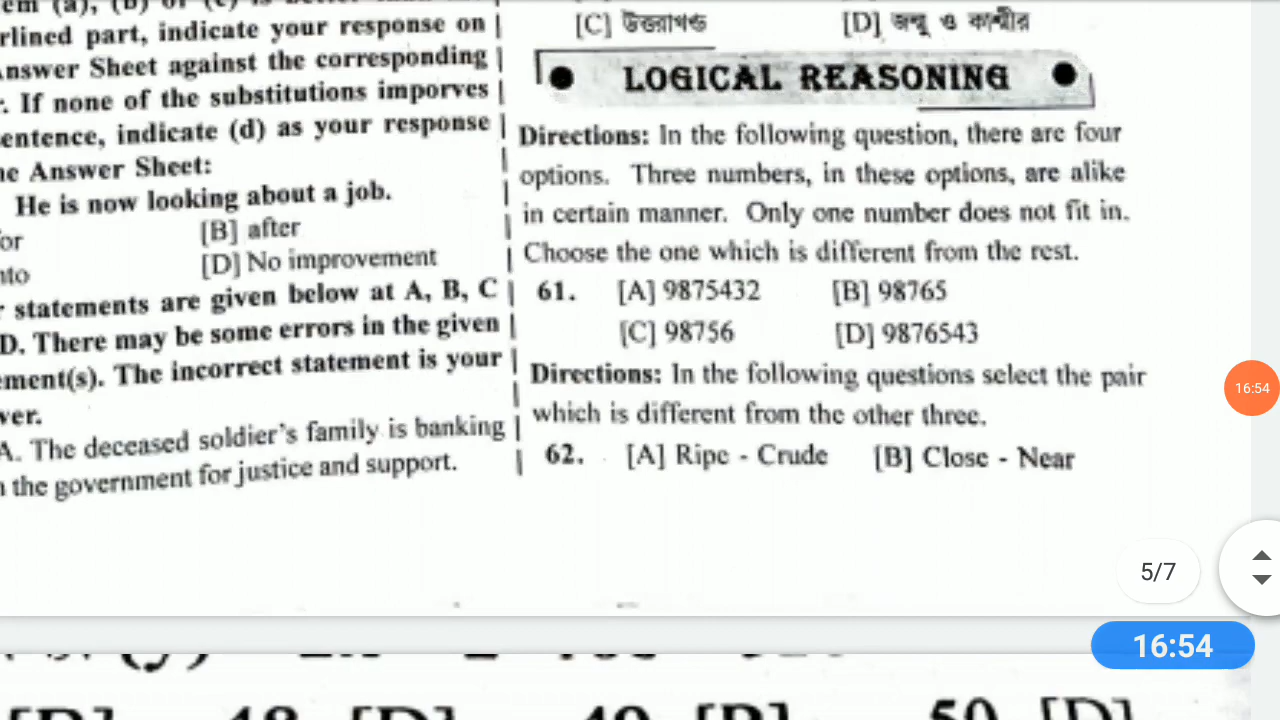 em (a), (b) or (c) is better than
rlined part, indicate your response on
nswer Sheet against the corresponding
. If none of the substitutions imporves
entence, indicate (d) as your response
he Answer Sheet:
He is now looking about a job.
or [B] after
nto [D] No improvement
r statements are given below at A, B, C
D. There may be some errors in the given
ement(s). The incorrect statement is your
ver.
A. The deceased soldier's family is banking
n the government for justice and support.
[C] উত্তরাখণ্ড [D] জম্মু ও কাশ্মীর
LOGICAL REASONING
Directions: In the following question, there are four
options. Three numbers, in these options, are alike
in certain manner. Only one number does not fit in.
Choose the one which is different from the rest.
61. [A] 9875432 [B] 98765
[C] 98756 [D] 9876543
Directions: In the following questions select the pair
which is different from the other three.
62. [A] Ripe - Crude [B] Close - Near
16:54
5/7
16:54
[D] 50 [D]